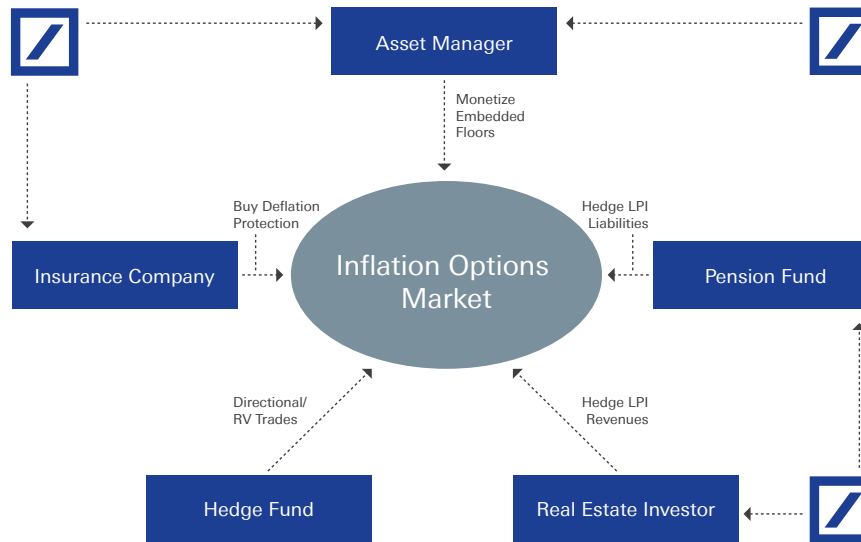 Asset Manager
Monetize
Embedded
Floors
Buy Deflation
Protection
Hedge LPI
Liabilities
Insurance Company
Inflation Options
Market
Pension Fund
Directional/
RV Trades
Hedge LPI
Revenues
Hedge Fund
Real Estate Investor